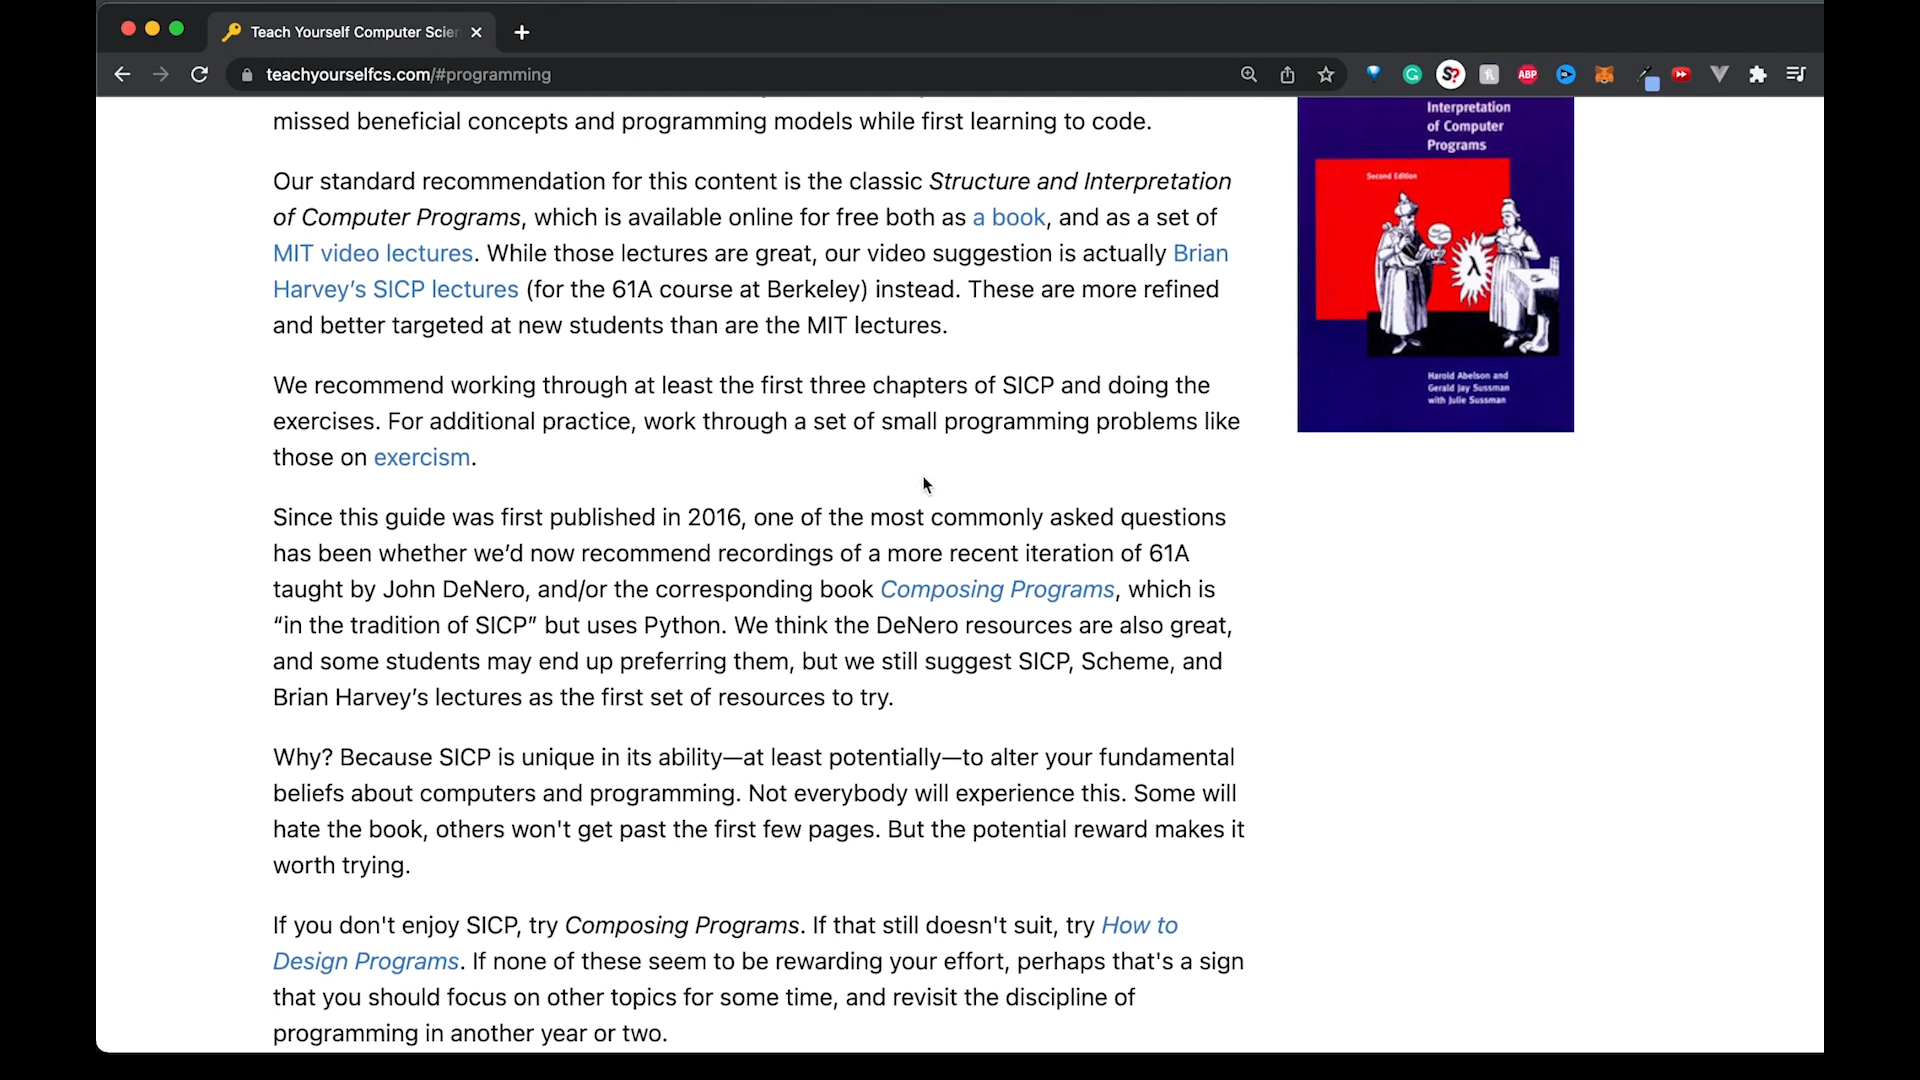 Teach Yourself Computer Scien
teachyourselfcs.com/#programming
ABP
missed beneficial concepts and programming models while first learning to code.
Our standard recommendation for this content is the classic Structure and Interpretation
of Computer Programs, which is available online for free both as a book, and as a set of
MIT video lectures. While those lectures are great, our video suggestion is actually Brian
Harvey’s SICP lectures (for the 61A course at Berkeley) instead. These are more refined
and better targeted at new students than are the MIT lectures.
We recommend working through at least the first three chapters of SICP and doing the
exercises. For additional practice, work through a set of small programming problems like
those on exercism.
Since this guide was first published in 2016, one of the most commonly asked questions
has been whether we’d now recommend recordings of a more recent iteration of 61A
taught by John DeNero, and/or the corresponding book Composing Programs, which is
“in the tradition of SICP” but uses Python. We think the DeNero resources are also great,
and some students may end up preferring them, but we still suggest SICP, Scheme, and
Brian Harvey’s lectures as the first set of resources to try.
Why? Because SICP is unique in its ability—at least potentially—to alter your fundamental
beliefs about computers and programming. Not everybody will experience this. Some will
hate the book, others won't get past the first few pages. But the potential reward makes it
worth trying.
If you don't enjoy SICP, try Composing Programs. If that still doesn't suit, try How to
Design Programs. If none of these seem to be rewarding your effort, perhaps that's a sign
that you should focus on other topics for some time, and revisit the discipline of
programming in another year or two.
Interpretation
of Computer
Programs
Second Edition
λ
Harold Abelson and
Gerald Jay Sussman
with Julie Sussman